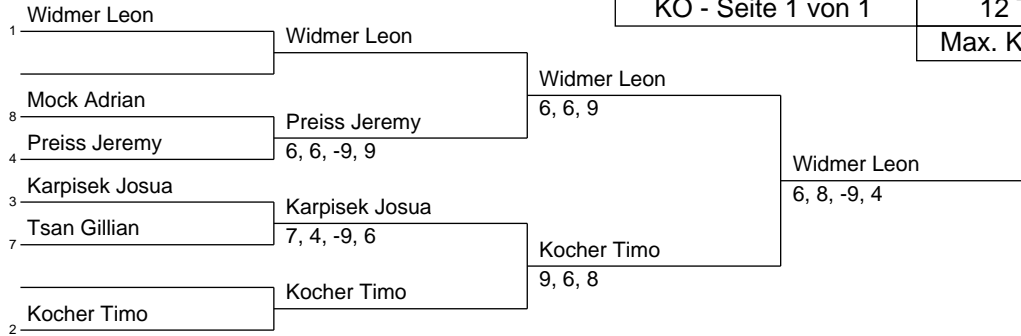 KO - Seite 1 von 1
12
Max. K
Widmer Leon
1
Widmer Leon
Widmer Leon
6, 6, 9
Mock Adrian
8
Preiss Jeremy
6, 6, -9, 9
Preiss Jeremy
4
Widmer Leon
6, 8, -9, 4
Karpisek Josua
3
Karpisek Josua
7, 4, -9, 6
Tsan Gillian
7
Kocher Timo
9, 6, 8
Kocher Timo
Kocher Timo
2